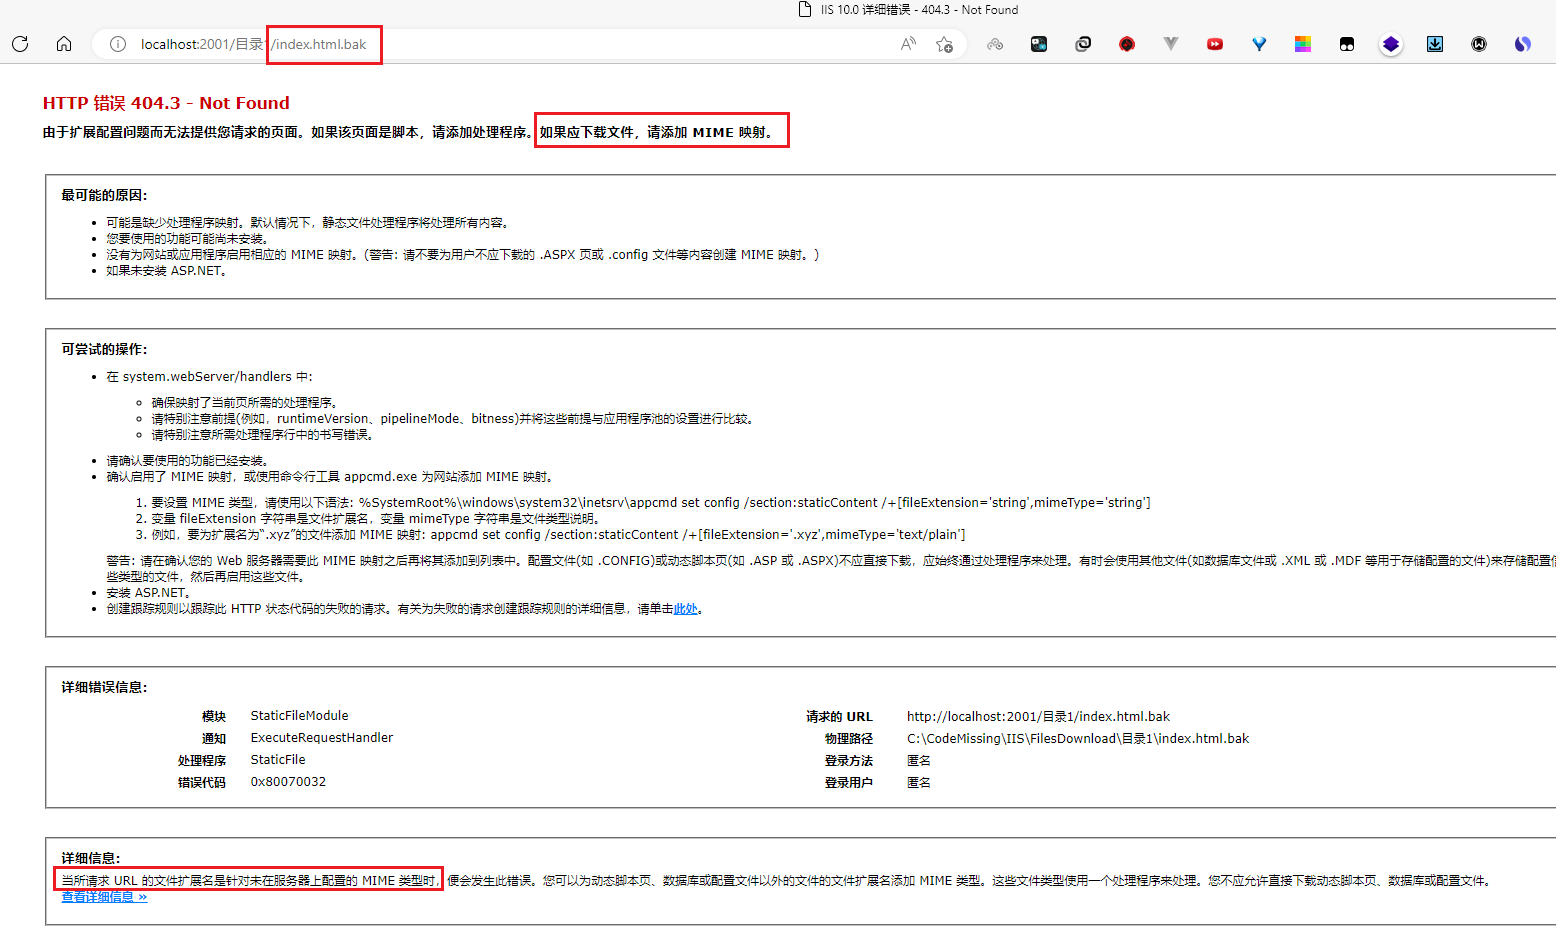 IIS 10.0 详细错误 - 404.3 - Not Found
localhost:2001/目录1/index.html.bak
HTTP 错误 404.3 - Not Found
由于扩展配置问题而无法提供您请求的页面。如果该页面是脚本，请添加处理程序。如果应下载文件，请添加 MIME 映射。
最可能的原因:
可能是缺少处理程序映射。默认情况下，静态文件处理程序将处理所有内容。
您要使用的功能可能尚未安装。
没有为网站或应用程序启用相应的 MIME 映射。(警告: 请不要为用户不应下载的 .ASPX 页或 .config 文件等内容创建 MIME 映射。)
如果未安装 ASP.NET。
可尝试的操作:
在 system.webServer/handlers 中:
确保映射了当前页所需的处理程序。
请特别注意前提(例如，runtimeVersion、pipelineMode、bitness)并将这些前提与应用程序池的设置进行比较。
请特别注意所需处理程序行中的书写错误。
请确认要使用的功能已经安装。
确认启用了 MIME 映射，或使用命令行工具 appcmd.exe 为网站添加 MIME 映射。
1. 要设置 MIME 类型，请使用以下语法: %SystemRoot%\windows\system32\inetsrv\appcmd set config /section:staticContent /+[fileExtension='string',mimeType='string']
2. 变量 fileExtension 字符串是文件扩展名，变量 mimeType 字符串是文件类型说明。
3. 例如，要为扩展名为“.xyz”的文件添加 MIME 映射: appcmd set config /section:staticContent /+[fileExtension='.xyz',mimeType='text/plain']
警告: 请在确认您的 Web 服务器需要此 MIME 映射之后再将其添加到列表中。配置文件(如 .CONFIG)或动态脚本页(如 .ASP 或 .ASPX)不应直接下载，应始终通过处理程序来处理。有时会使用其他文件(如数据库文件或 .XML 或 .MDF 等用于存储配置的文件)来存储配置信
些类型的文件，然后再启用这些文件。
安装 ASP.NET。
创建跟踪规则以跟踪此 HTTP 状态代码的失败的请求。有关为失败的请求创建跟踪规则的详细信息，请单击此处。
详细错误信息:
模块 StaticFileModule
通知 ExecuteRequestHandler
处理程序 StaticFile
错误代码 0x80070032
请求的 URL http://localhost:2001/目录1/index.html.bak
物理路径 C:\CodeMissing\IIS\FilesDownload\目录1\index.html.bak
登录方法 匿名
登录用户 匿名
详细信息:
当所请求 URL 的文件扩展名是针对未在服务器上配置的 MIME 类型时，便会发生此错误。您可以为动态脚本页、数据库或配置文件以外的文件的文件扩展名添加 MIME 类型。这些文件类型使用一个处理程序来处理。您不应允许直接下载动态脚本页、数据库或配置文件。
查看详细信息 »